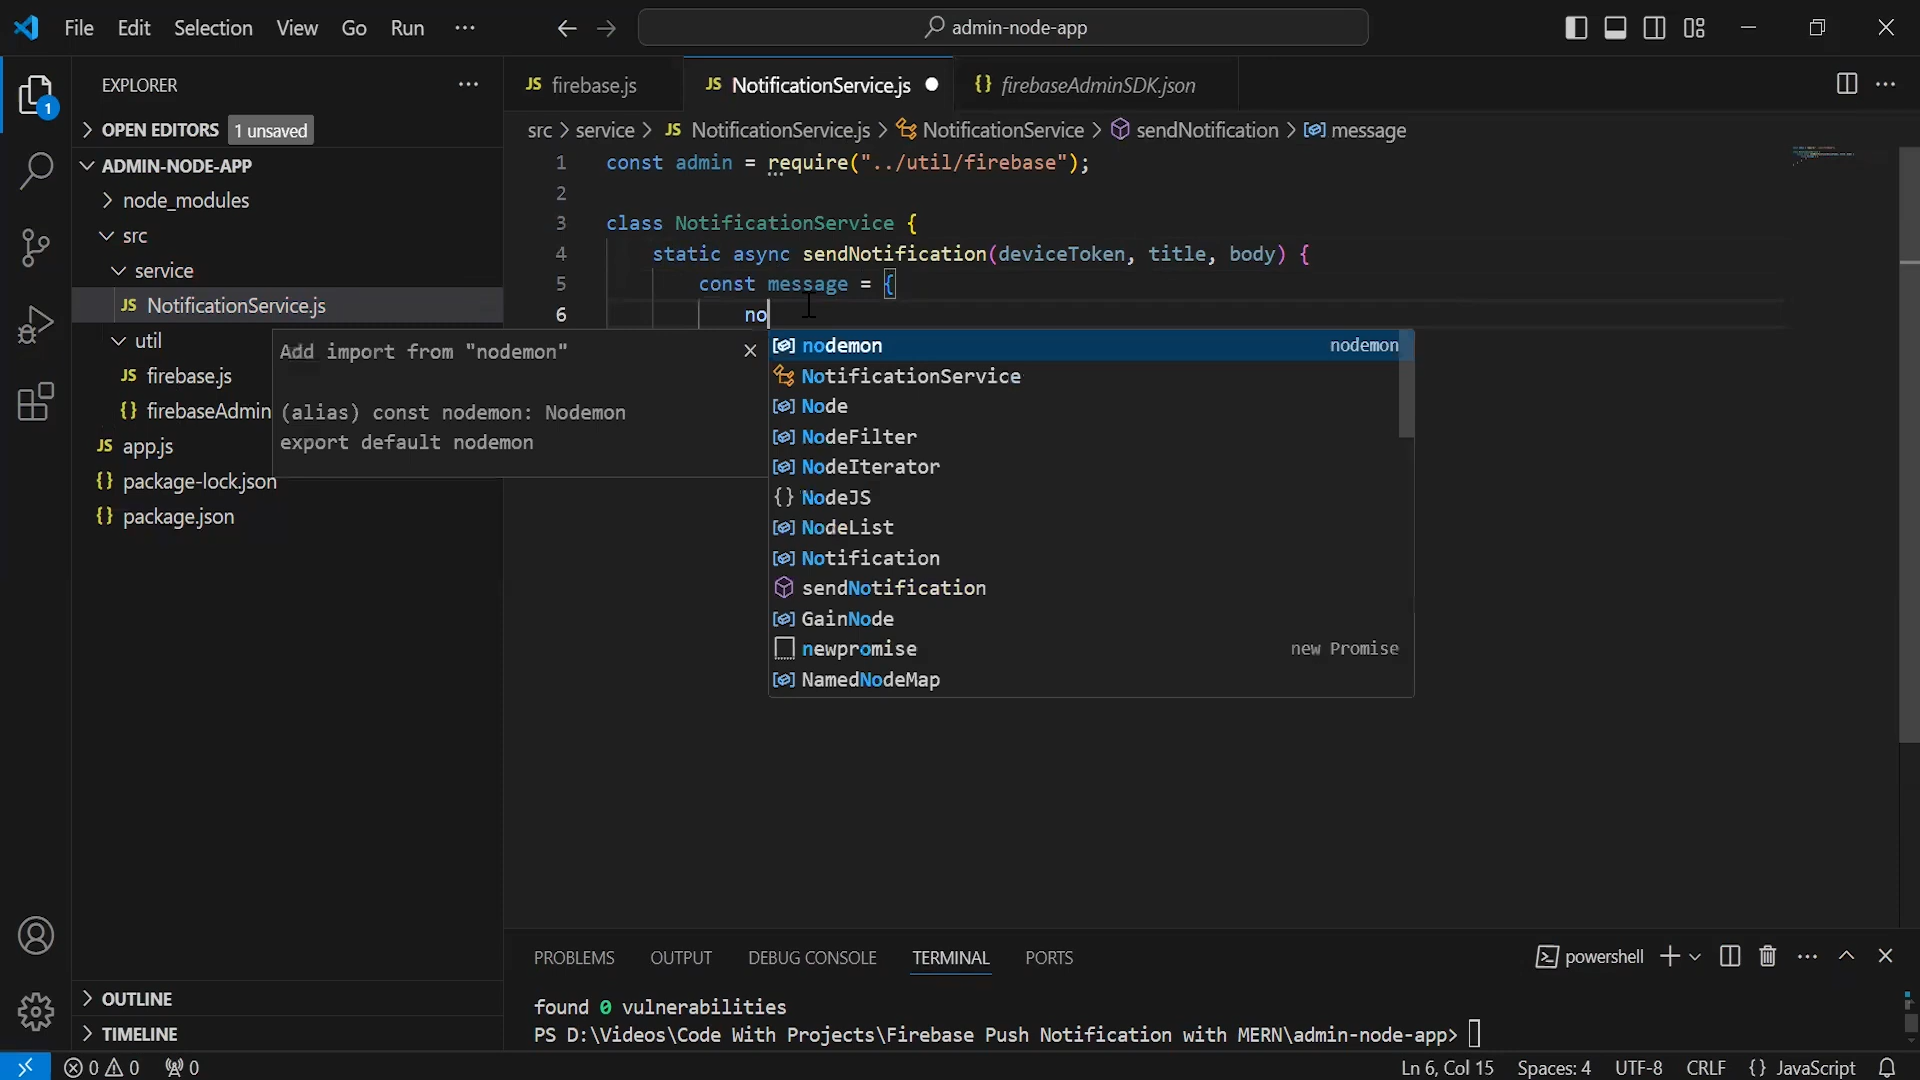 File Edit Selection View Go Run ···
admin-node-app
EXPLORER ···
OPEN EDITORS 1 unsaved
ADMIN-NODE-APP
node_modules
src
service
JS NotificationService.js
util
JS firebase.js
{} firebaseAdmin
JS app.js
{} package-lock.json
{} package.json
OUTLINE
TIMELINE
1
JS firebase.js JS NotificationService.js {} firebaseAdminSDK.json
src > service > JS NotificationService.js > NotificationService > sendNotification > message
1 const admin = require("../util/firebase");
2
3 class NotificationService {
4 static async sendNotification(deviceToken, title, body) {
5 const message = {
6 no
Add import from "nodemon"
(alias) const nodemon: Nodemon
export default nodemon
nodemon nodemon
NotificationService
Node
NodeFilter
NodeIterator
{} NodeJS
NodeList
Notification
sendNotification
GainNode
newpromise new Promise
NamedNodeMap
PROBLEMS OUTPUT DEBUG CONSOLE TERMINAL PORTS powershell
found 0 vulnerabilities
PS D:\Videos\Code With Projects\Firebase Push Notification with MERN\admin-node-app>
0 0 0 Ln 6, Col 15 Spaces: 4 UTF-8 CRLF {} JavaScript